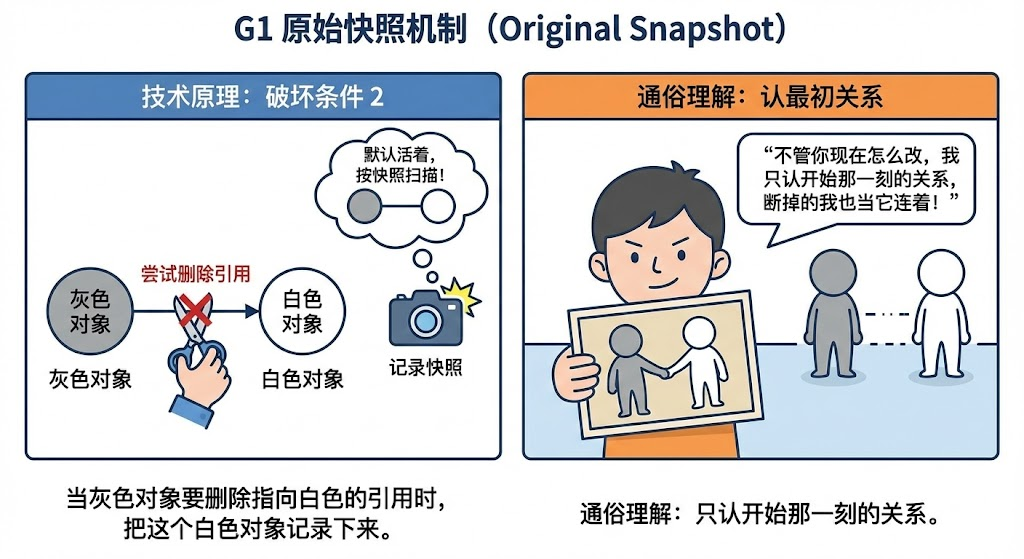 G1 原始快照机制（Original Snapshot）
技术原理：破坏条件 2
默认活着，
按快照扫描！
尝试删除引用
灰色
对象
白色
对象
灰色对象
白色对象
记录快照
当灰色对象要删除指向白色的引用时，
把这个白色对象记录下来。
通俗理解：认最初关系
“不管你现在怎么改，我
只认开始那一刻的关系，
断掉的我也当它连着！”
通俗理解：只认开始那一刻的关系。